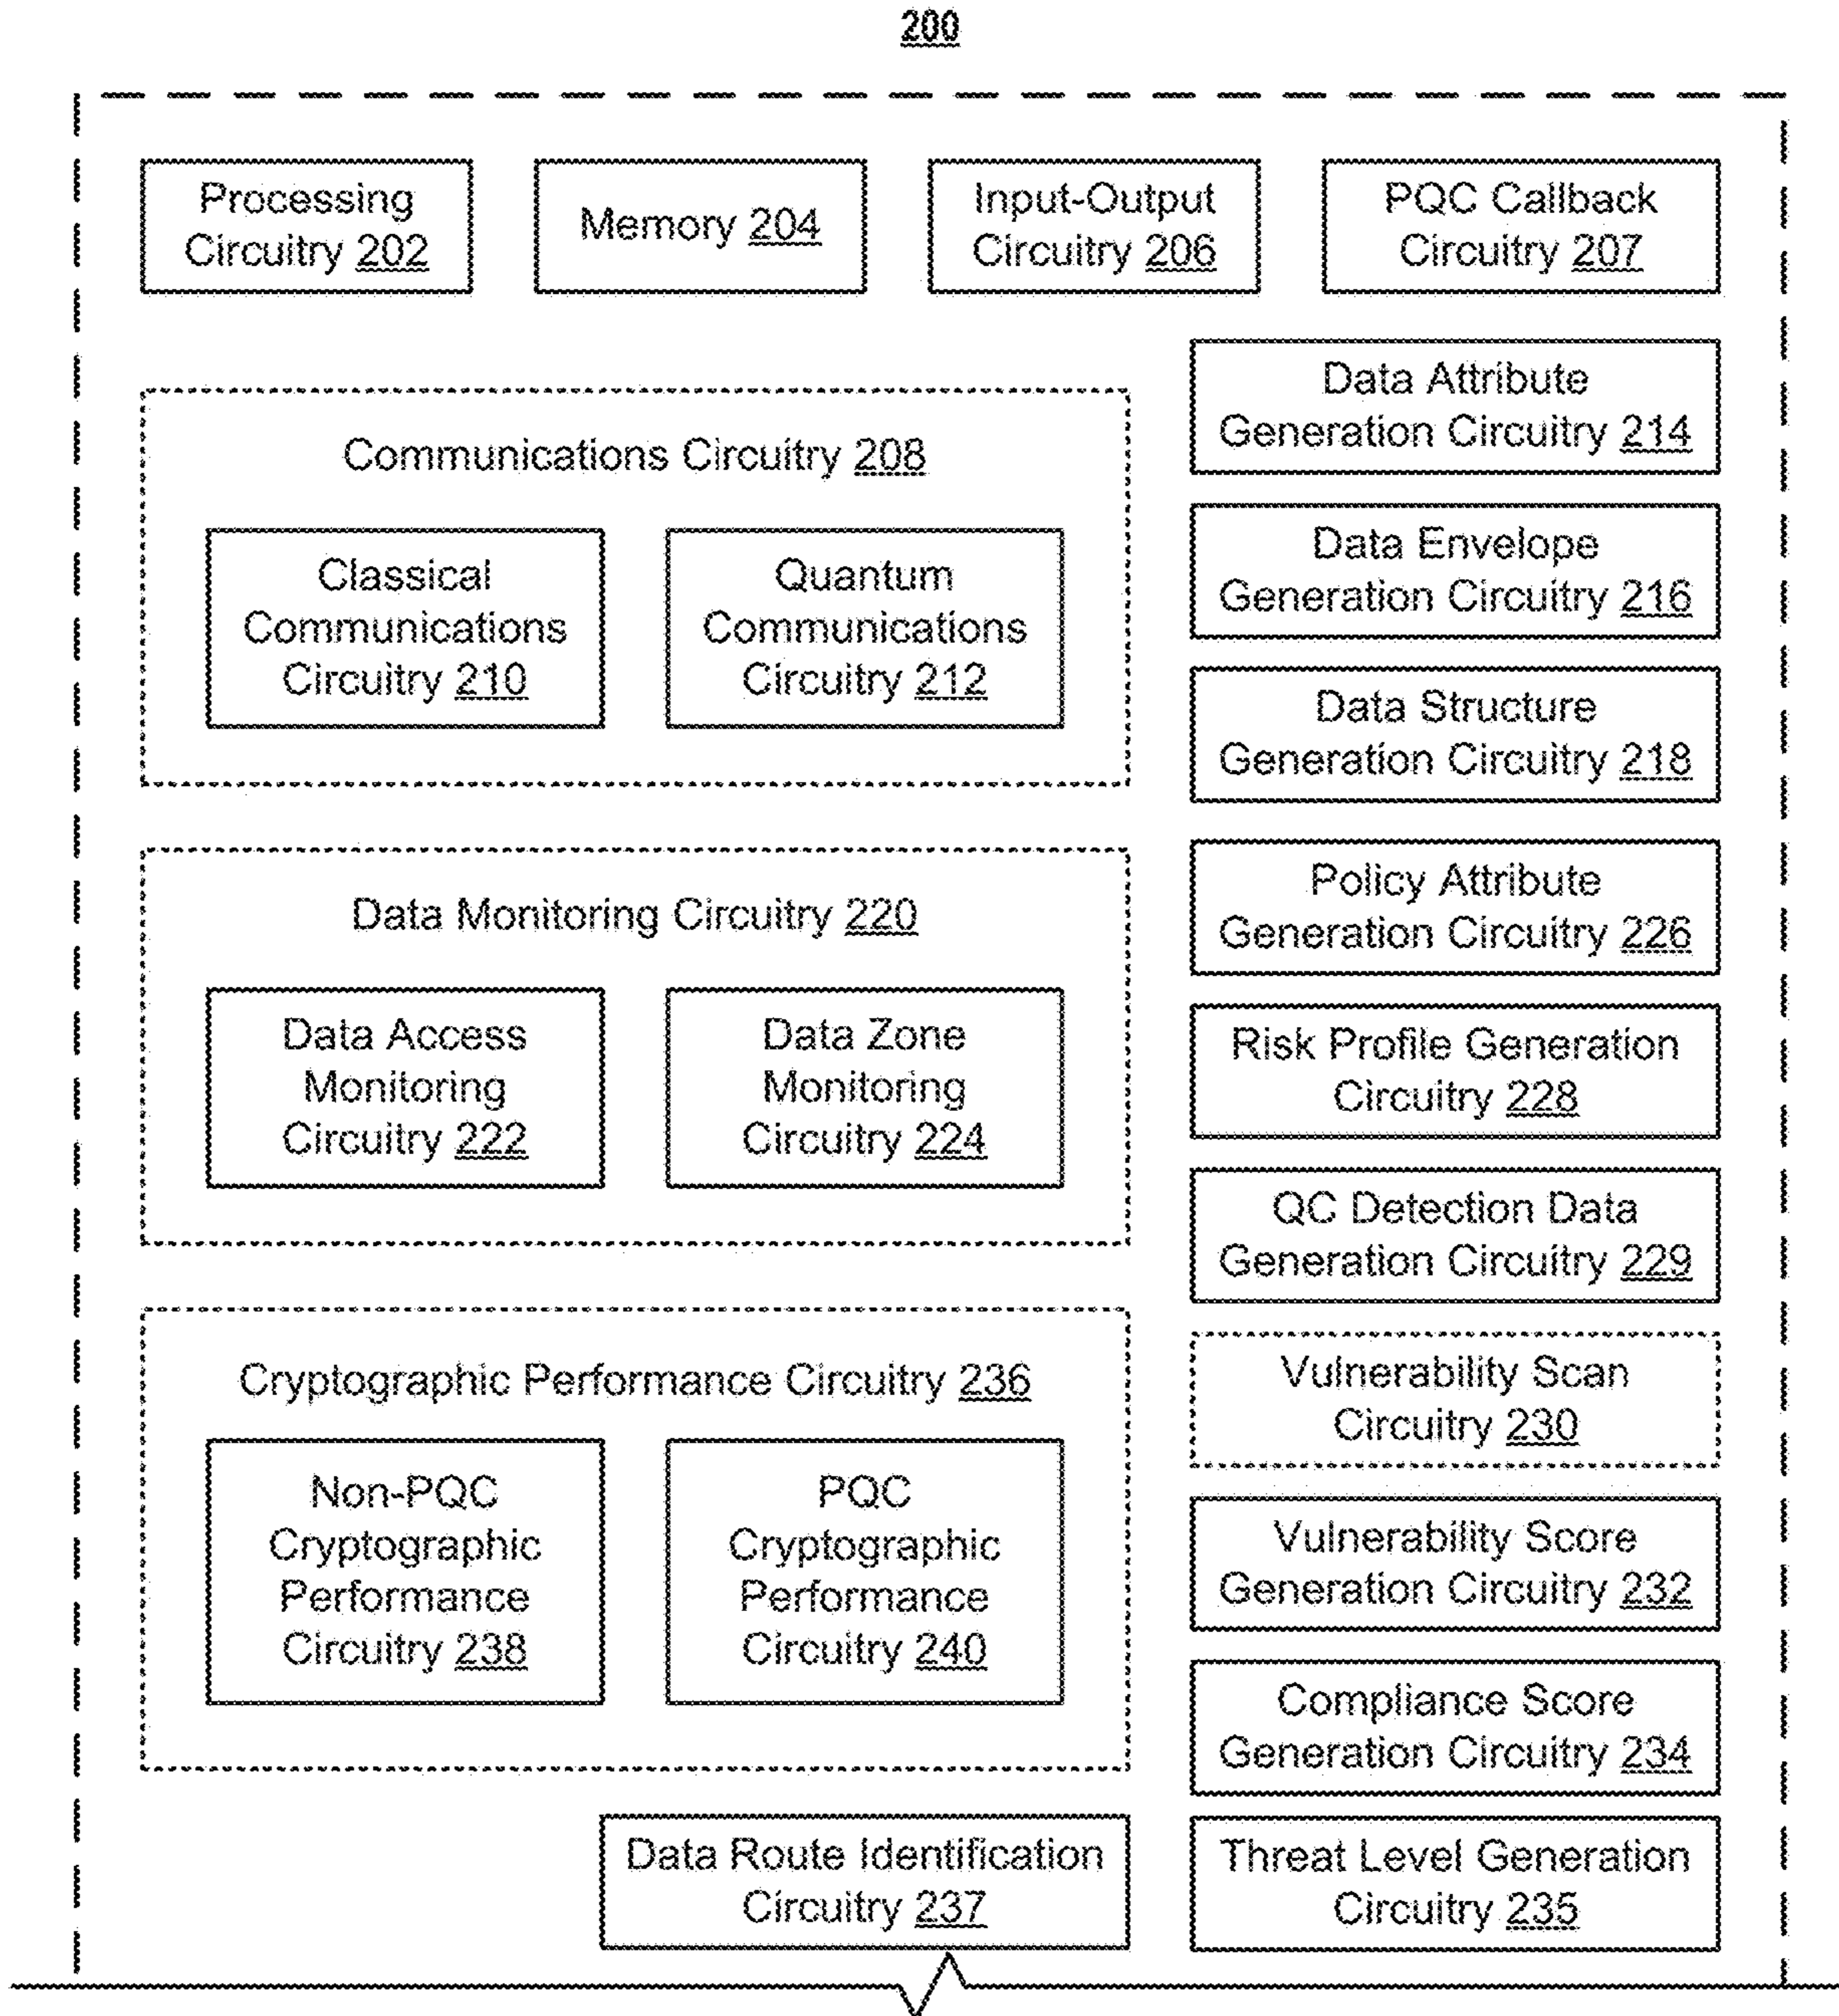 200
Processing
Circuitry 202
Memory 204
Input-Output
Circuitry 206
PQC Callback
Circuitry 207
Communications Circuitry 208
Classical
Communications
Circuitry 210
Quantum
Communications
Circuitry 212
Data Monitoring Circuitry 220
Data Access
Monitoring
Circuitry 222
Data Zone
Monitoring
Circuitry 224
Cryptographic Performance Circuitry 236
Non-PQC
Cryptographic
Performance
Circuitry 238
PQC
Cryptographic
Performance
Circuitry 240
Data Route Identification
Circuitry 237
Data Attribute
Generation Circuitry 214
Data Envelope
Generation Circuitry 216
Data Structure
Generation Circuitry 218
Policy Attribute
Generation Circuitry 226
Risk Profile Generation
Circuitry 228
QC Detection Data
Generation Circuitry 229
Vulnerability Scan
Circuitry 230
Vulnerability Score
Generation Circuitry 232
Compliance Score
Generation Circuitry 234
Threat Level Generation
Circuitry 235